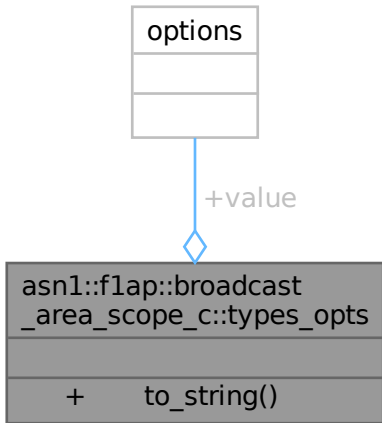 options
+value
asn1::f1ap::broadcast
_area_scope_c::types_opts
+ to_string()